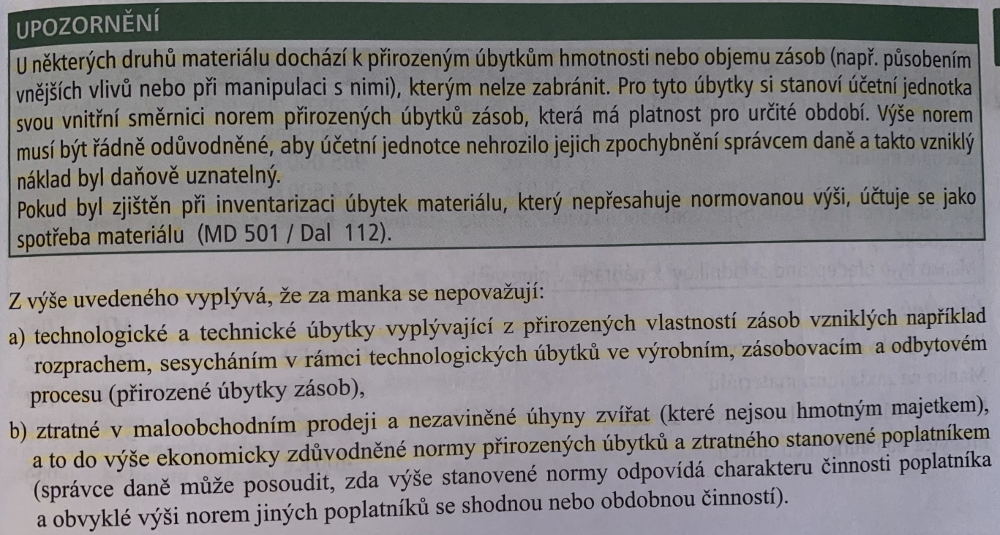 UPOZORNĚNÍ
U některých druhů materiálu dochází k přirozeným úbytkům hmotnosti nebo objemu zásob (např. působením
vnějších vlivů nebo při manipulaci s nimi), kterým nelze zabránit. Pro tyto úbytky si stanoví účetní jednotka
svou vnitřní směrnici norem přirozených úbytků zásob, která má platnost pro určité období. Výše norem
musí být řádně odůvodněné, aby účetní jednotce nehrozilo jejich zpochybnění správcem daně a takto vzniklý
náklad byl daňově uznatelný.
Pokud byl zjištěn při inventarizaci úbytek materiálu, který nepřesahuje normovanou výši, účtuje se jako
spotřeba materiálu (MD 501 / Dal 112).
Z výše uvedeného vyplývá, že za manka se nepovažují:
a) technologické a technické úbytky vyplývající z přirozených vlastností zásob vzniklých například
rozprachem, sesycháním v rámci technologických úbytků ve výrobním, zásobovacím a odbytovém
procesu (přirozené úbytky zásob),
b) ztratné v maloobchodním prodeji a nezaviněné úhyny zvířat (které nejsou hmotným majetkem),
a to do výše ekonomicky zdůvodněné normy přirozených úbytků a ztratného stanovené poplatníkem
(správce daně může posoudit, zda výše stanovené normy odpovídá charakteru činnosti poplatníka
a obvyklé výši norem jiných poplatníků se shodnou nebo obdobnou činností).